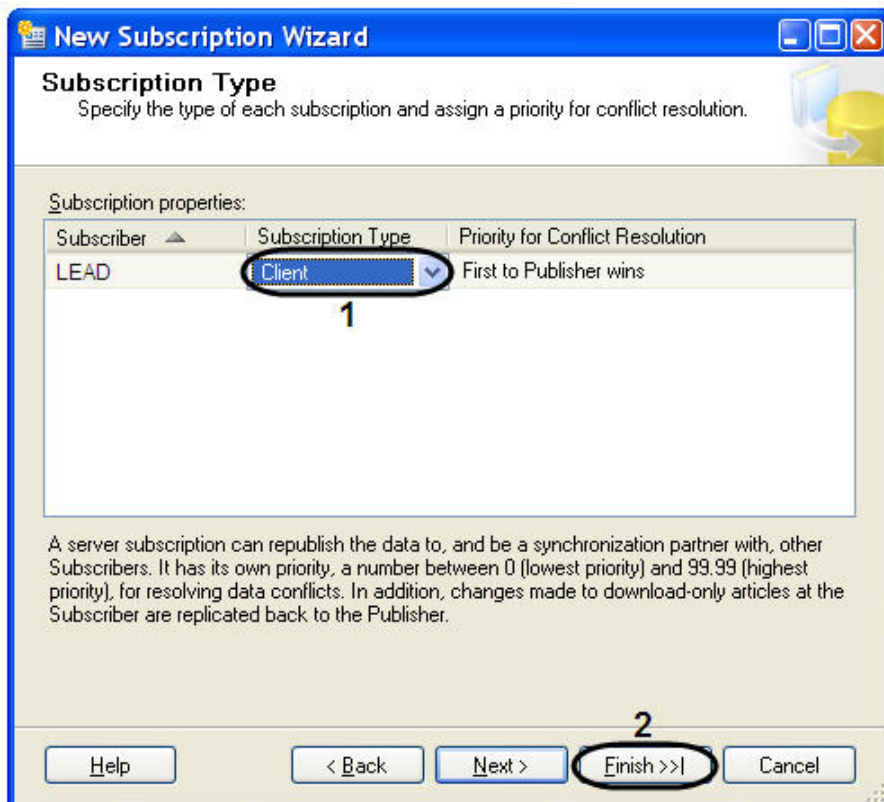 New Subscription Wizard
Subscription Type
Specify the type of each subscription and assign a priority for conflict resolution.
Subscription properties:
Subscriber Subscription Type Priority for Conflict Resolution
LEAD Client First to Publisher wins
1
A server subscription can republish the data to, and be a synchronization partner with, other
Subscribers. It has its own priority, a number between 0 (lowest priority) and 99.99 (highest
priority), for resolving data conflicts. In addition, changes made to download-only articles at the
Subscriber are replicated back to the Publisher.
2
Help < Back Next > Finish >>| Cancel